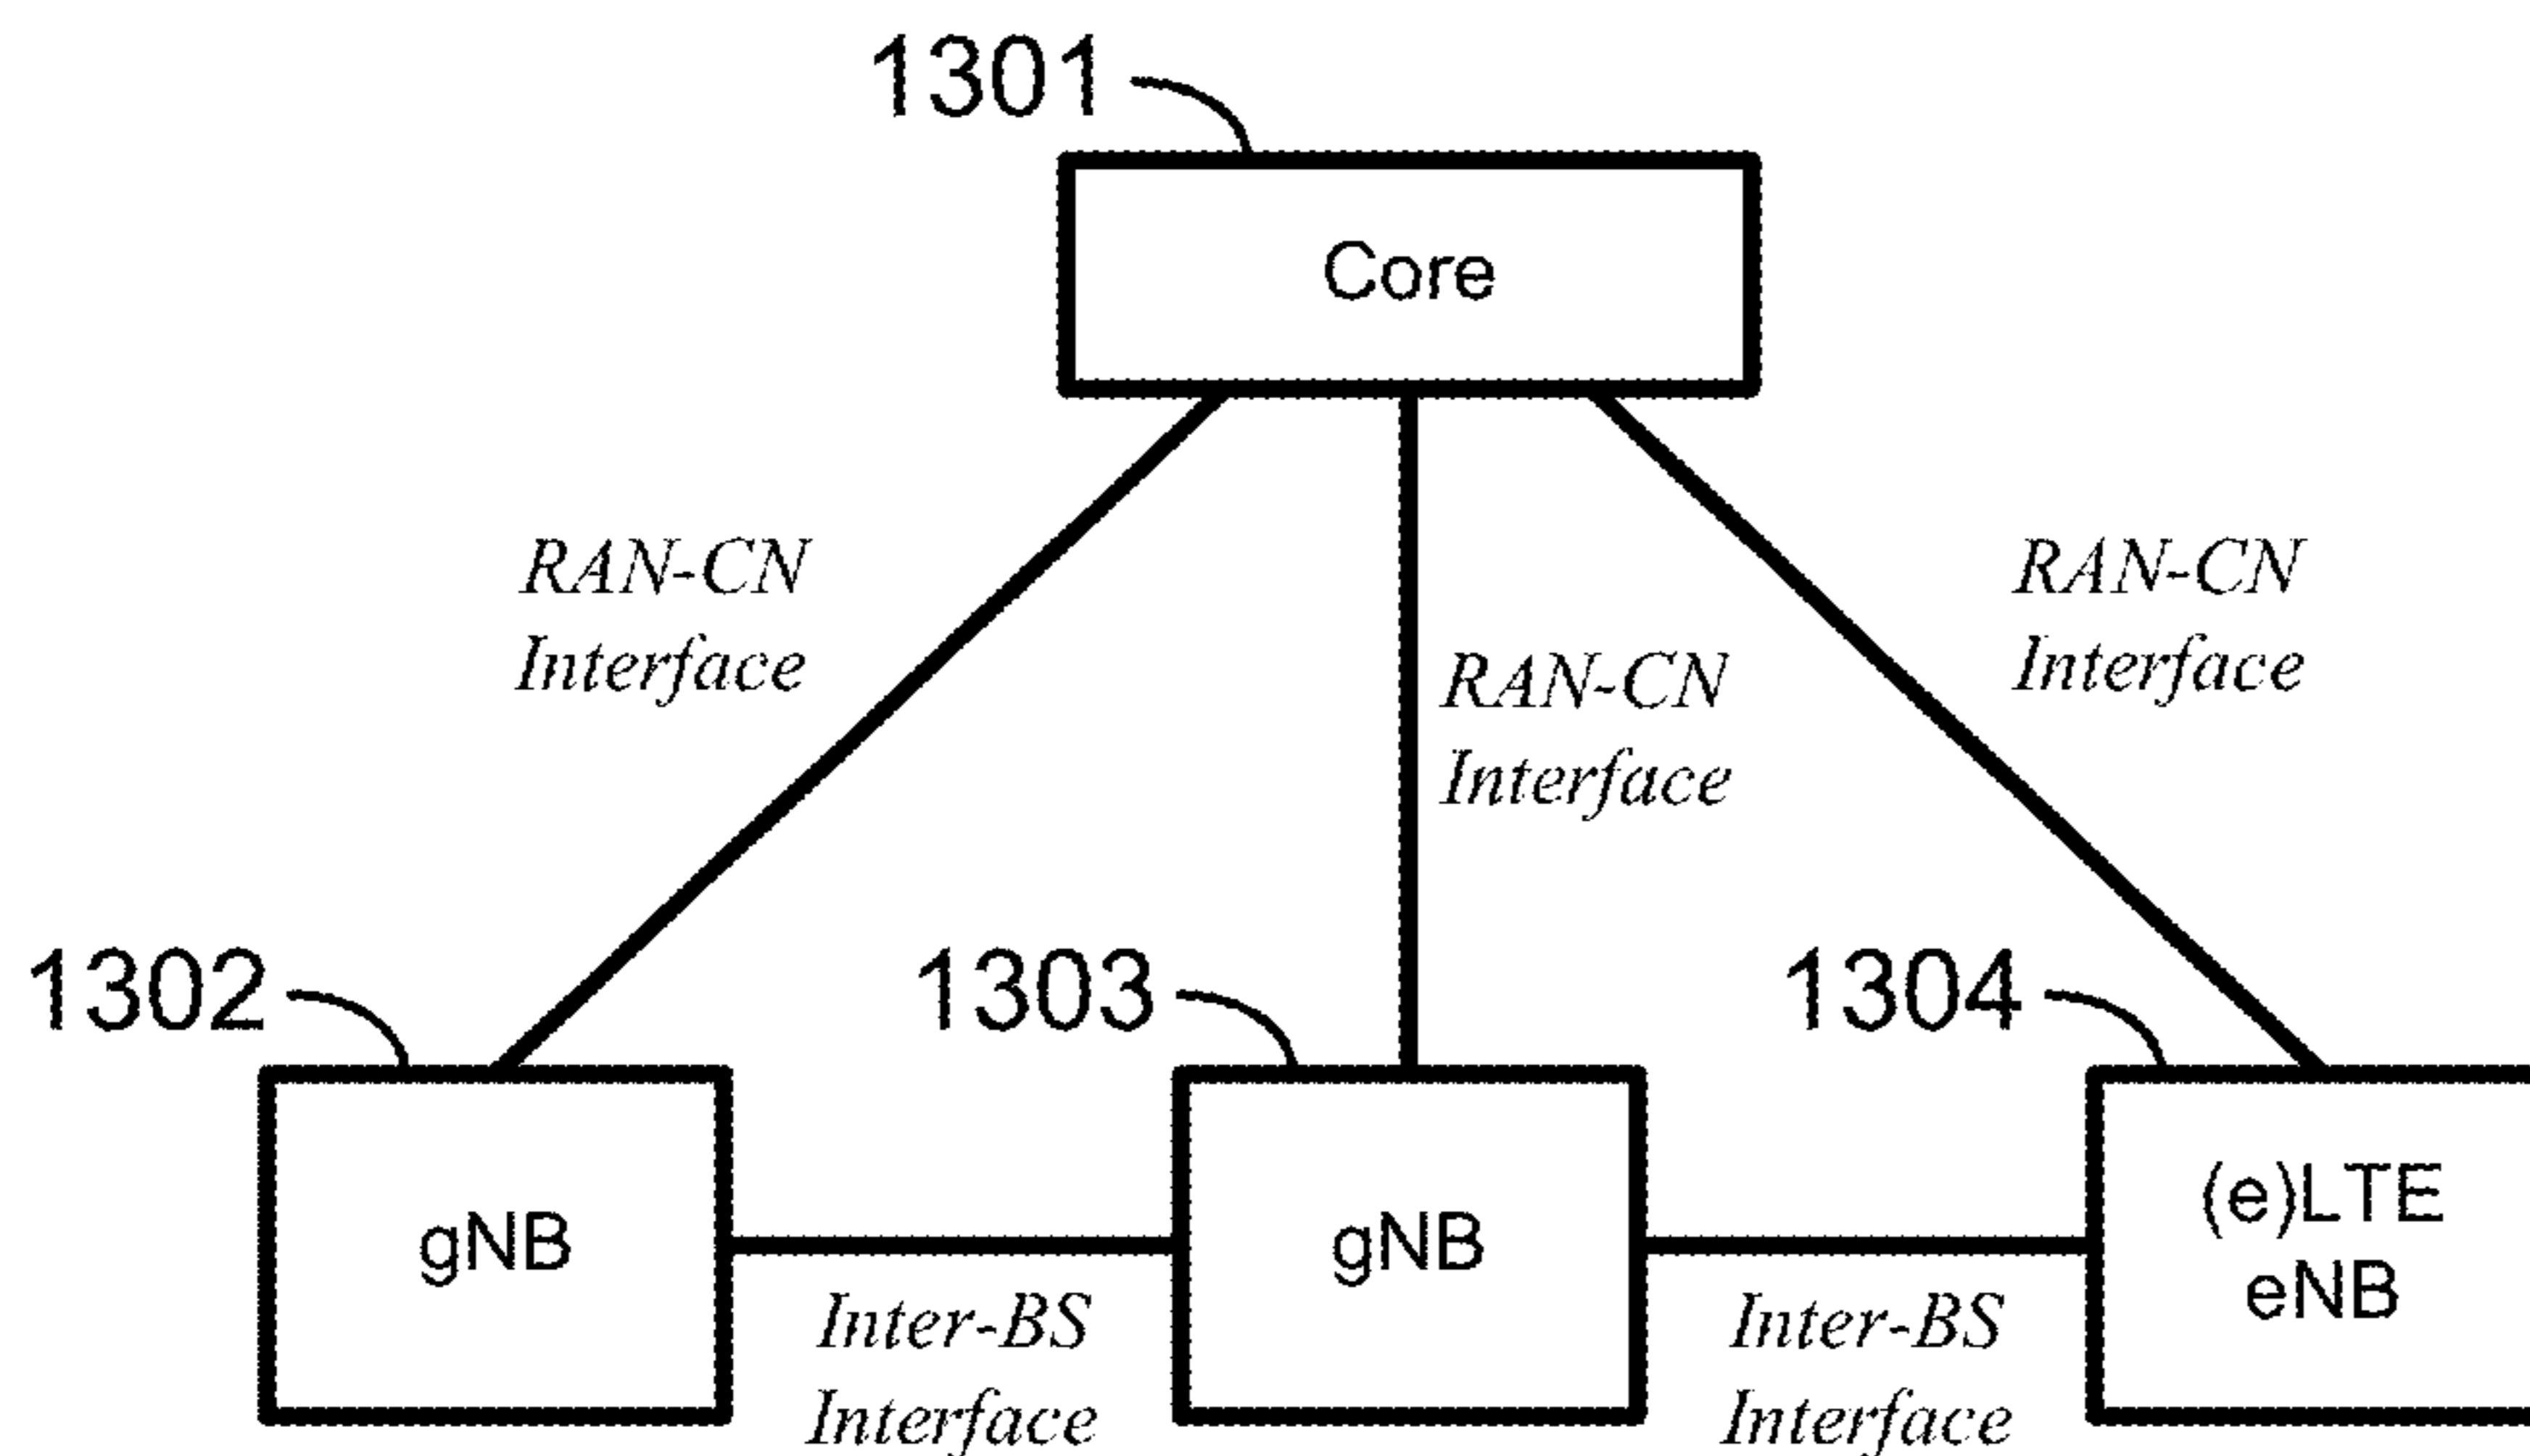 1301
Core
RAN-CN
Interface
RAN-CN
Interface
RAN-CN
Interface
1302
1303
1304
gNB
gNB
(e)LTE
eNB
Inter-BS
Interface
Inter-BS
Interface